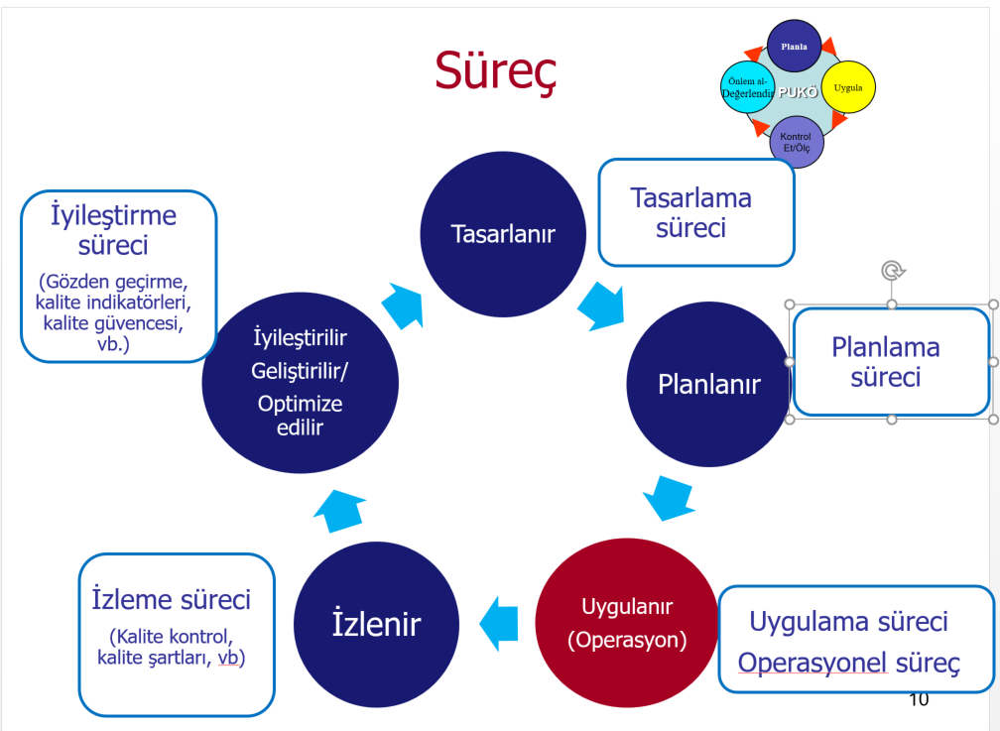 Süreç
Planla
Önlem al-
Değerlendir
PUKÖ
Uygula
Kontrol
Et/Ölç
Tasarlanır
Tasarlama
süreci
Planlanır
Planlama
süreci
Uygulanır
(Operasyon)
Uygulama süreci
Operasyonel süreç
İzlenir
İzleme süreci
(Kalite kontrol,
kalite şartları, vb)
İyileştirilir
Geliştirilir/
Optimize
edilir
İyileştirme
süreci
(Gözden geçirme,
kalite indikatörleri,
kalite güvencesi,
vb.)
10